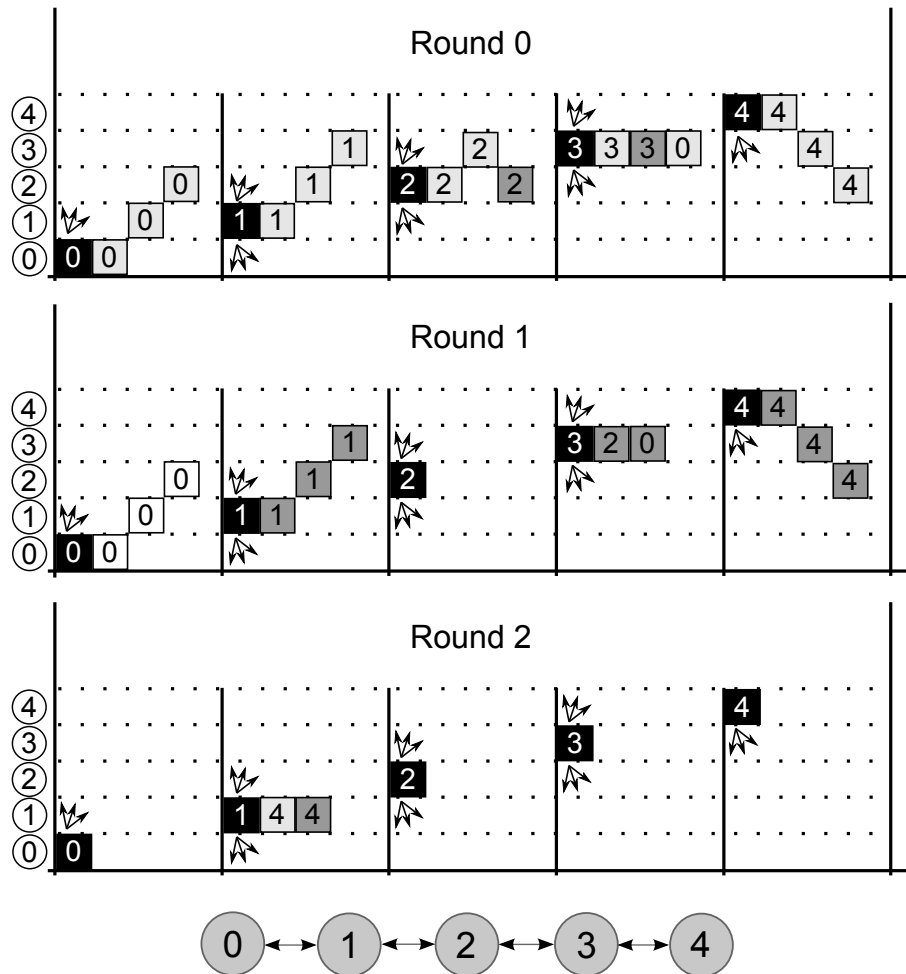 Round 0
4 4 4
3 1 2 3 3 3 0 4
2 0 1 2 2 2 4
1 0 1 1
0 0 0
Round 1
4 4 4
3 1 3 2 0 4
2 0 1 2 4
1 0 1 1
0 0 0
Round 2
4 4
3 3
2 2
1 1 4 4
0 0
0 1 2 3 4